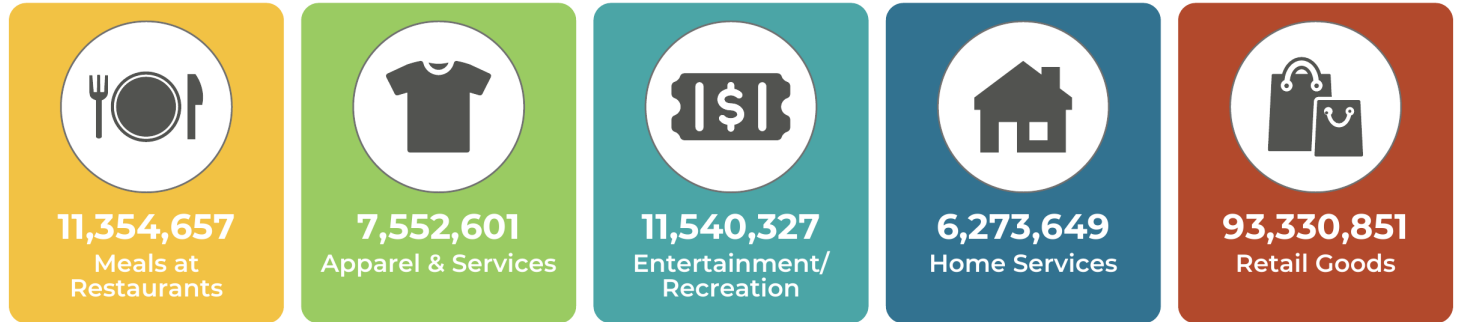 11,354,657
Meals at
Restaurants
7,552,601
Apparel & Services
$
11,540,327
Entertainment/
Recreation
6,273,649
Home Services
93,330,851
Retail Goods